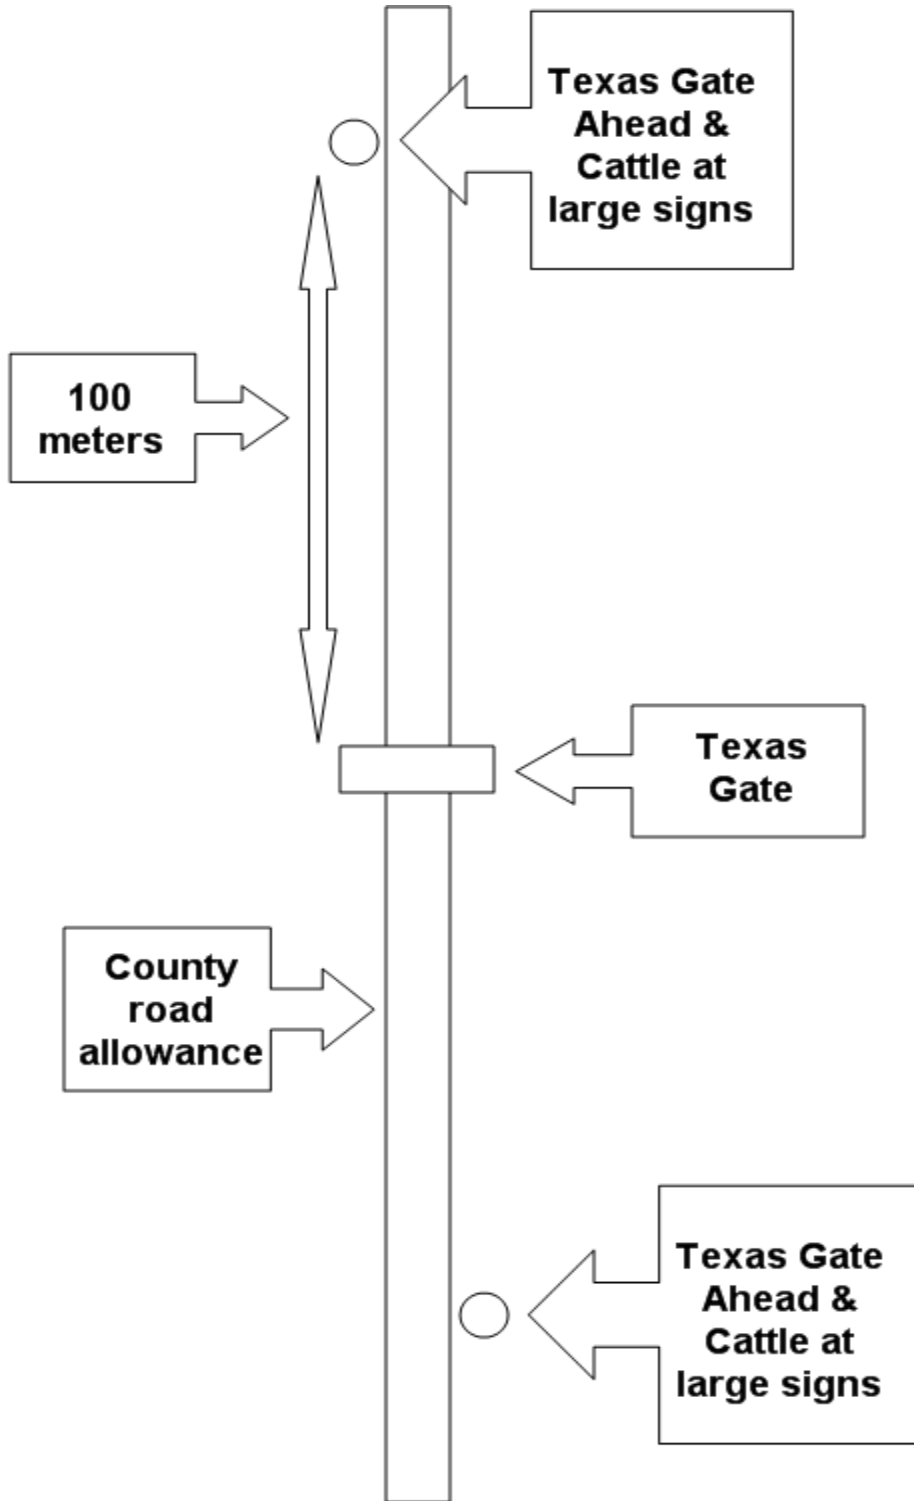 Texas Gate
Ahead &
Cattle at
large signs
100
meters
Texas
Gate
County
road
allowance
Texas Gate
Ahead &
Cattle at
large signs